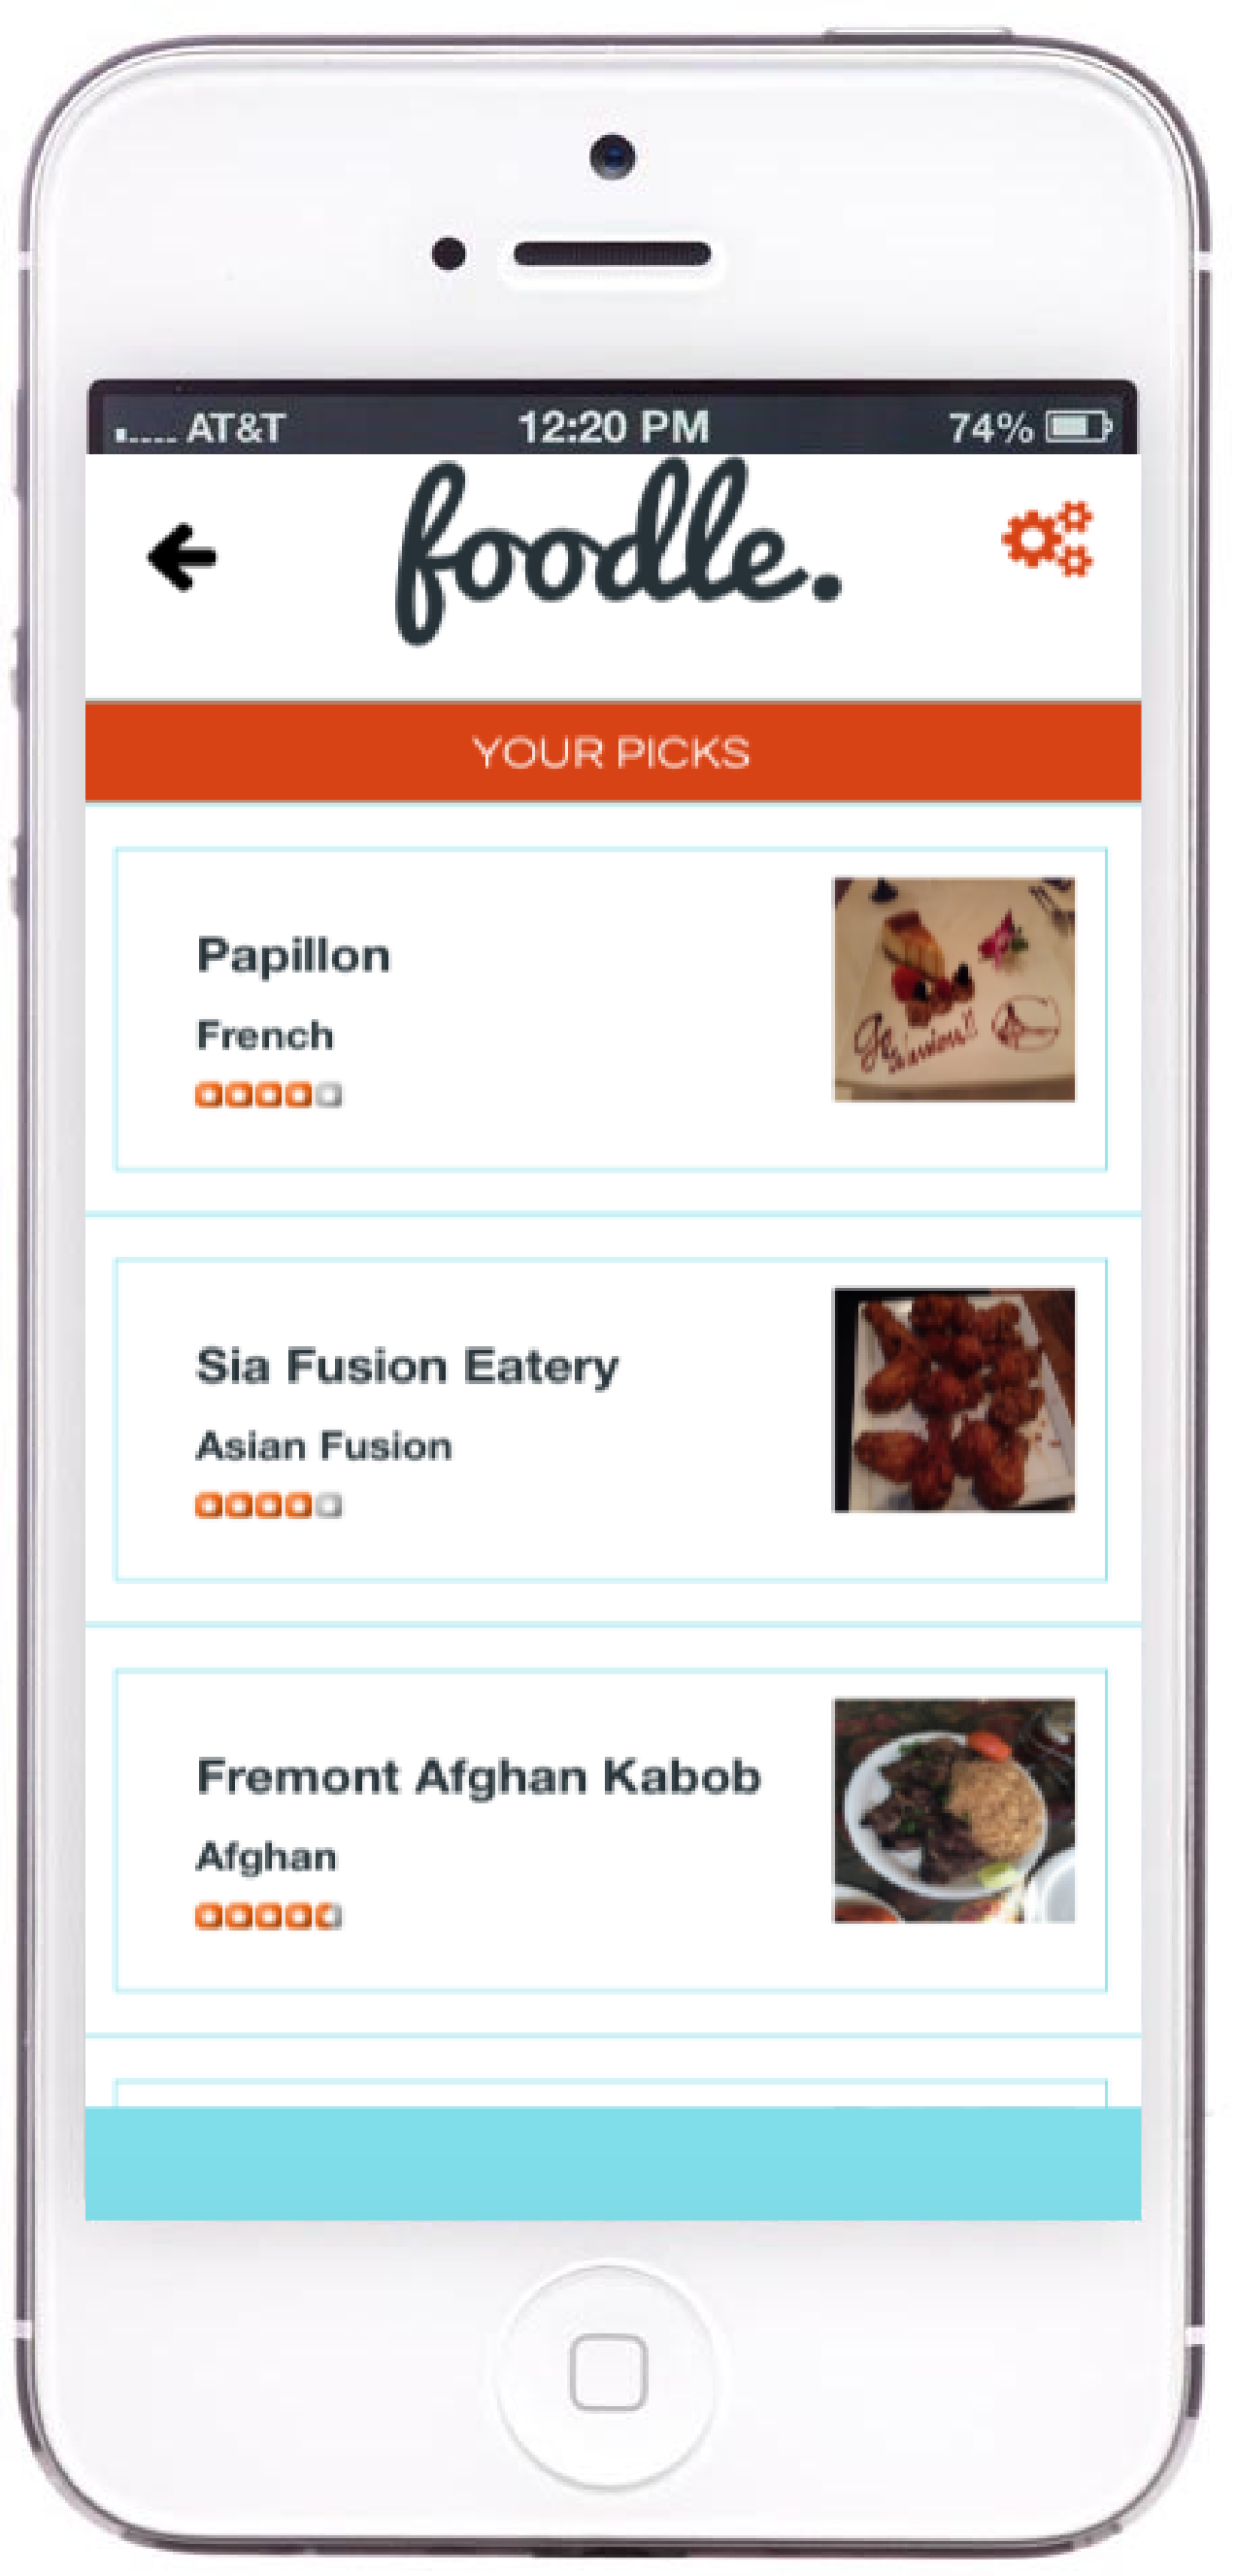 AT&T 12:20 PM 74%
foodle.
YOUR PICKS
Papillon
French
Sia Fusion Eatery
Asian Fusion
Fremont Afghan Kabob
Afghan